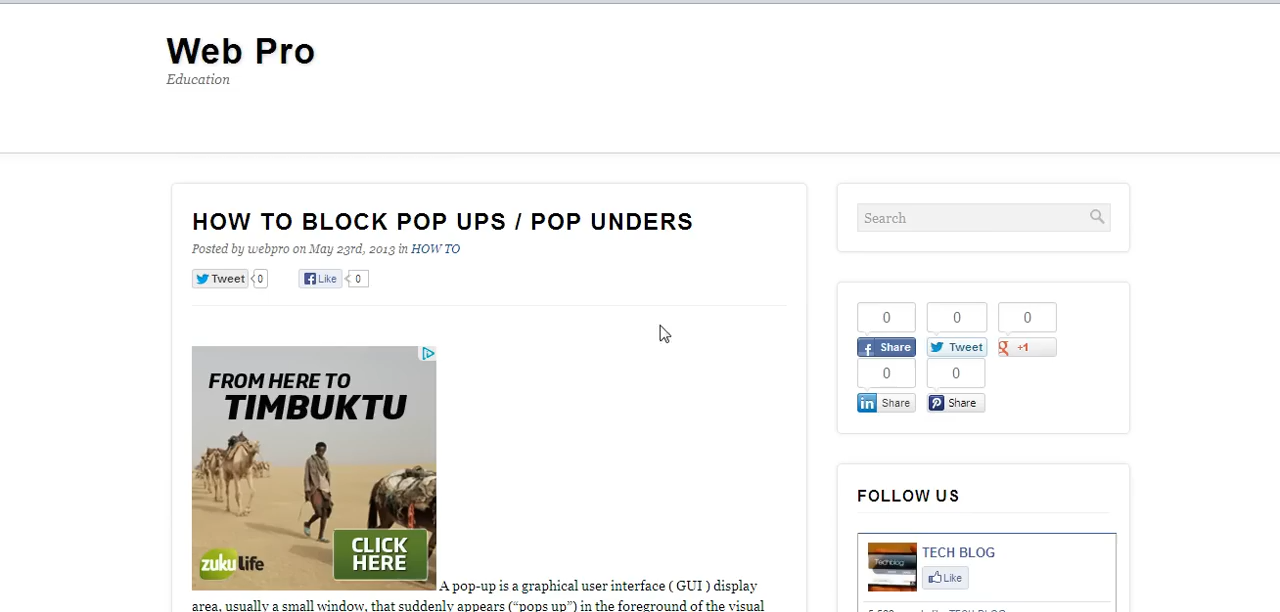 Web Pro
Education
HOW TO BLOCK POP UPS / POP UNDERS
Posted by webpro on May 23rd, 2013 in HOW TO
Tweet 0 Like 0
FROM HERE TO
TIMBUKTU
zuku life
CLICK
HERE
A pop-up is a graphical user interface ( GUI ) display
area, usually a small window, that suddenly appears (“pops up”) in the foreground of the visual
Search
0 0 0
Share Tweet +1
0 0
in Share Share
FOLLOW US
Techblog
TECH BLOG
Like